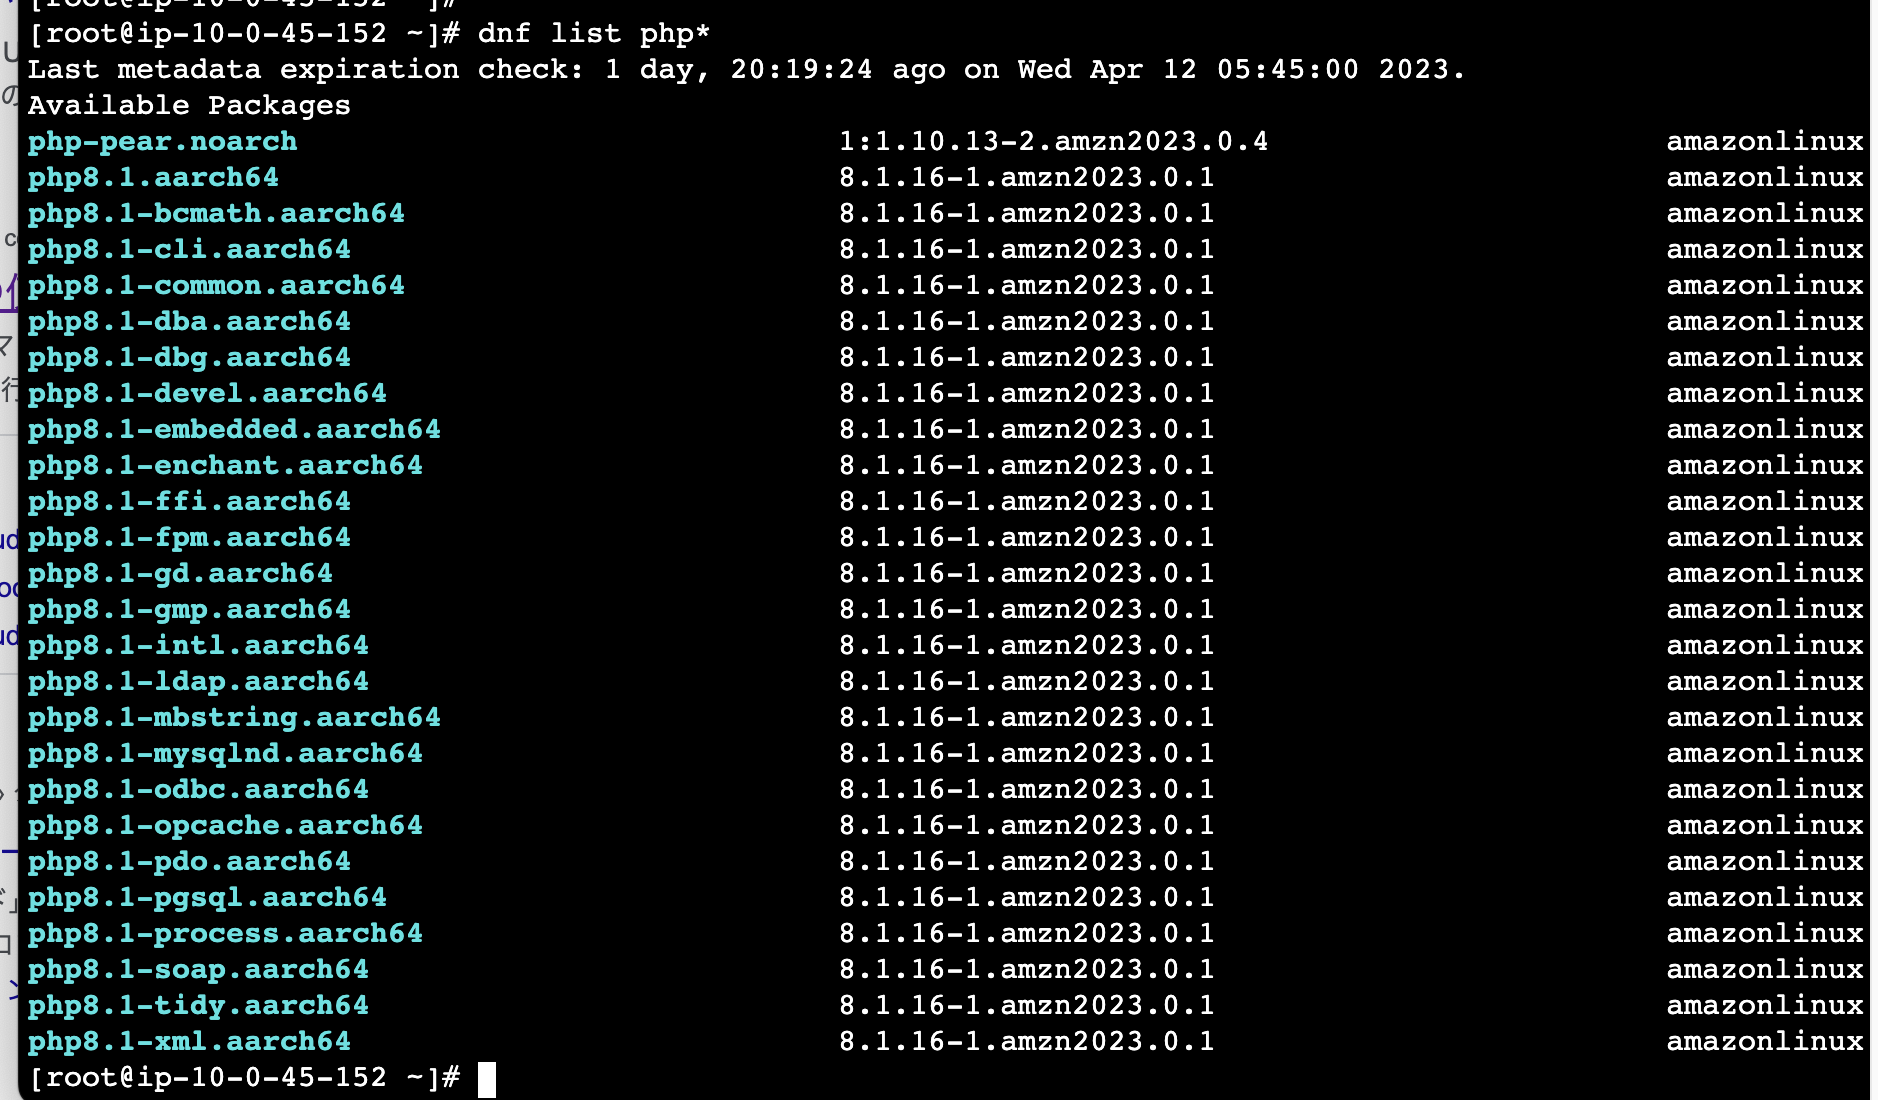 [root@ip-10-0-45-152 ~]#
[root@ip-10-0-45-152 ~]# dnf list php*
Last metadata expiration check: 1 day, 20:19:24 ago on Wed Apr 12 05:45:00 2023.
Available Packages
php-pear.noarch 1:1.10.13-2.amzn2023.0.4 amazonlinux
php8.1.aarch64 8.1.16-1.amzn2023.0.1 amazonlinux
php8.1-bcmath.aarch64 8.1.16-1.amzn2023.0.1 amazonlinux
php8.1-cli.aarch64 8.1.16-1.amzn2023.0.1 amazonlinux
php8.1-common.aarch64 8.1.16-1.amzn2023.0.1 amazonlinux
php8.1-dba.aarch64 8.1.16-1.amzn2023.0.1 amazonlinux
php8.1-dbg.aarch64 8.1.16-1.amzn2023.0.1 amazonlinux
php8.1-devel.aarch64 8.1.16-1.amzn2023.0.1 amazonlinux
php8.1-embedded.aarch64 8.1.16-1.amzn2023.0.1 amazonlinux
php8.1-enchant.aarch64 8.1.16-1.amzn2023.0.1 amazonlinux
php8.1-ffi.aarch64 8.1.16-1.amzn2023.0.1 amazonlinux
php8.1-fpm.aarch64 8.1.16-1.amzn2023.0.1 amazonlinux
php8.1-gd.aarch64 8.1.16-1.amzn2023.0.1 amazonlinux
php8.1-gmp.aarch64 8.1.16-1.amzn2023.0.1 amazonlinux
php8.1-intl.aarch64 8.1.16-1.amzn2023.0.1 amazonlinux
php8.1-ldap.aarch64 8.1.16-1.amzn2023.0.1 amazonlinux
php8.1-mbstring.aarch64 8.1.16-1.amzn2023.0.1 amazonlinux
php8.1-mysqlnd.aarch64 8.1.16-1.amzn2023.0.1 amazonlinux
php8.1-odbc.aarch64 8.1.16-1.amzn2023.0.1 amazonlinux
php8.1-opcache.aarch64 8.1.16-1.amzn2023.0.1 amazonlinux
php8.1-pdo.aarch64 8.1.16-1.amzn2023.0.1 amazonlinux
php8.1-pgsql.aarch64 8.1.16-1.amzn2023.0.1 amazonlinux
php8.1-process.aarch64 8.1.16-1.amzn2023.0.1 amazonlinux
php8.1-soap.aarch64 8.1.16-1.amzn2023.0.1 amazonlinux
php8.1-tidy.aarch64 8.1.16-1.amzn2023.0.1 amazonlinux
php8.1-xml.aarch64 8.1.16-1.amzn2023.0.1 amazonlinux
[root@ip-10-0-45-152 ~]#